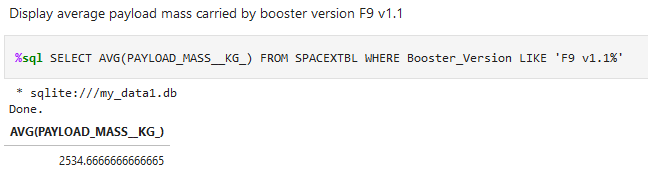 Display average payload mass carried by booster version F9 v1.1
%sql SELECT AVG(PAYLOAD_MASS__KG_) FROM SPACEXTBL WHERE Booster_Version LIKE 'F9 v1.1%'
* sqlite:///my_data1.db
Done.
AVG(PAYLOAD_MASS__KG_)
2534.6666666666665